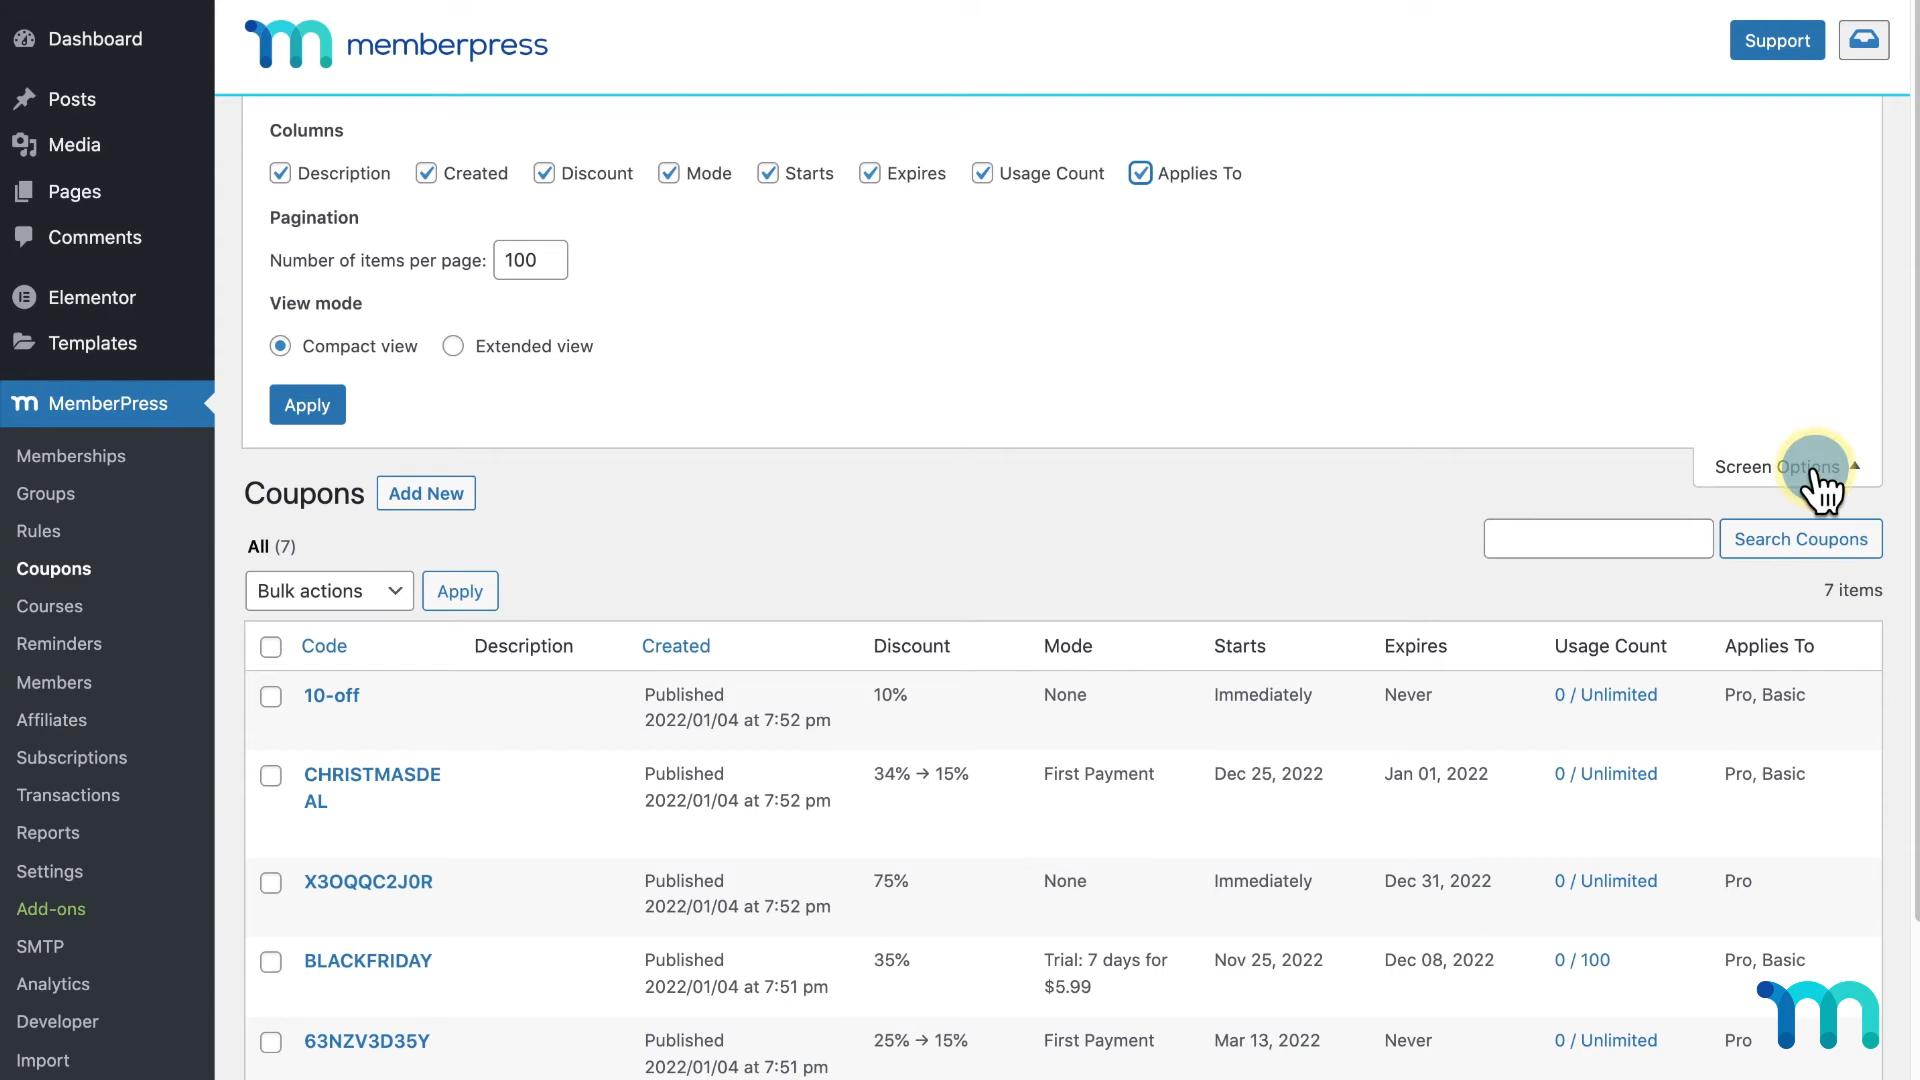 Dashboard
Posts
Media
Pages
Comments
Elementor
Templates
MemberPress
Memberships
Groups
Rules
Coupons
Courses
Reminders
Members
Affiliates
Subscriptions
Transactions
Reports
Settings
Add-ons
SMTP
Analytics
Developer
Import
memberpress
Support
Columns
Description Created Discount Mode Starts Expires Usage Count Applies To
Pagination
Number of items per page: 100
View mode
Compact view Extended view
Apply
Screen Options
Coupons Add New
All (7)
Search Coupons
Bulk actions Apply
7 items
Code Description Created Discount Mode Starts Expires Usage Count Applies To
10-off Published 10% None Immediately Never 0 / Unlimited Pro, Basic
2022/01/04 at 7:52 pm
CHRISTMASDE Published 34% → 15% First Payment Dec 25, 2022 Jan 01, 2022 0 / Unlimited Pro, Basic
AL 2022/01/04 at 7:52 pm
X3OQQC2J0R Published 75% None Immediately Dec 31, 2022 0 / Unlimited Pro
2022/01/04 at 7:52 pm
BLACKFRIDAY Published 35% Trial: 7 days for Nov 25, 2022 Dec 08, 2022 0 / 100 Pro, Basic
2022/01/04 at 7:51 pm $5.99
63NZV3D35Y Published 25% → 15% First Payment Mar 13, 2022 Never 0 / Unlimited Pro
2022/01/04 at 7:51 pm